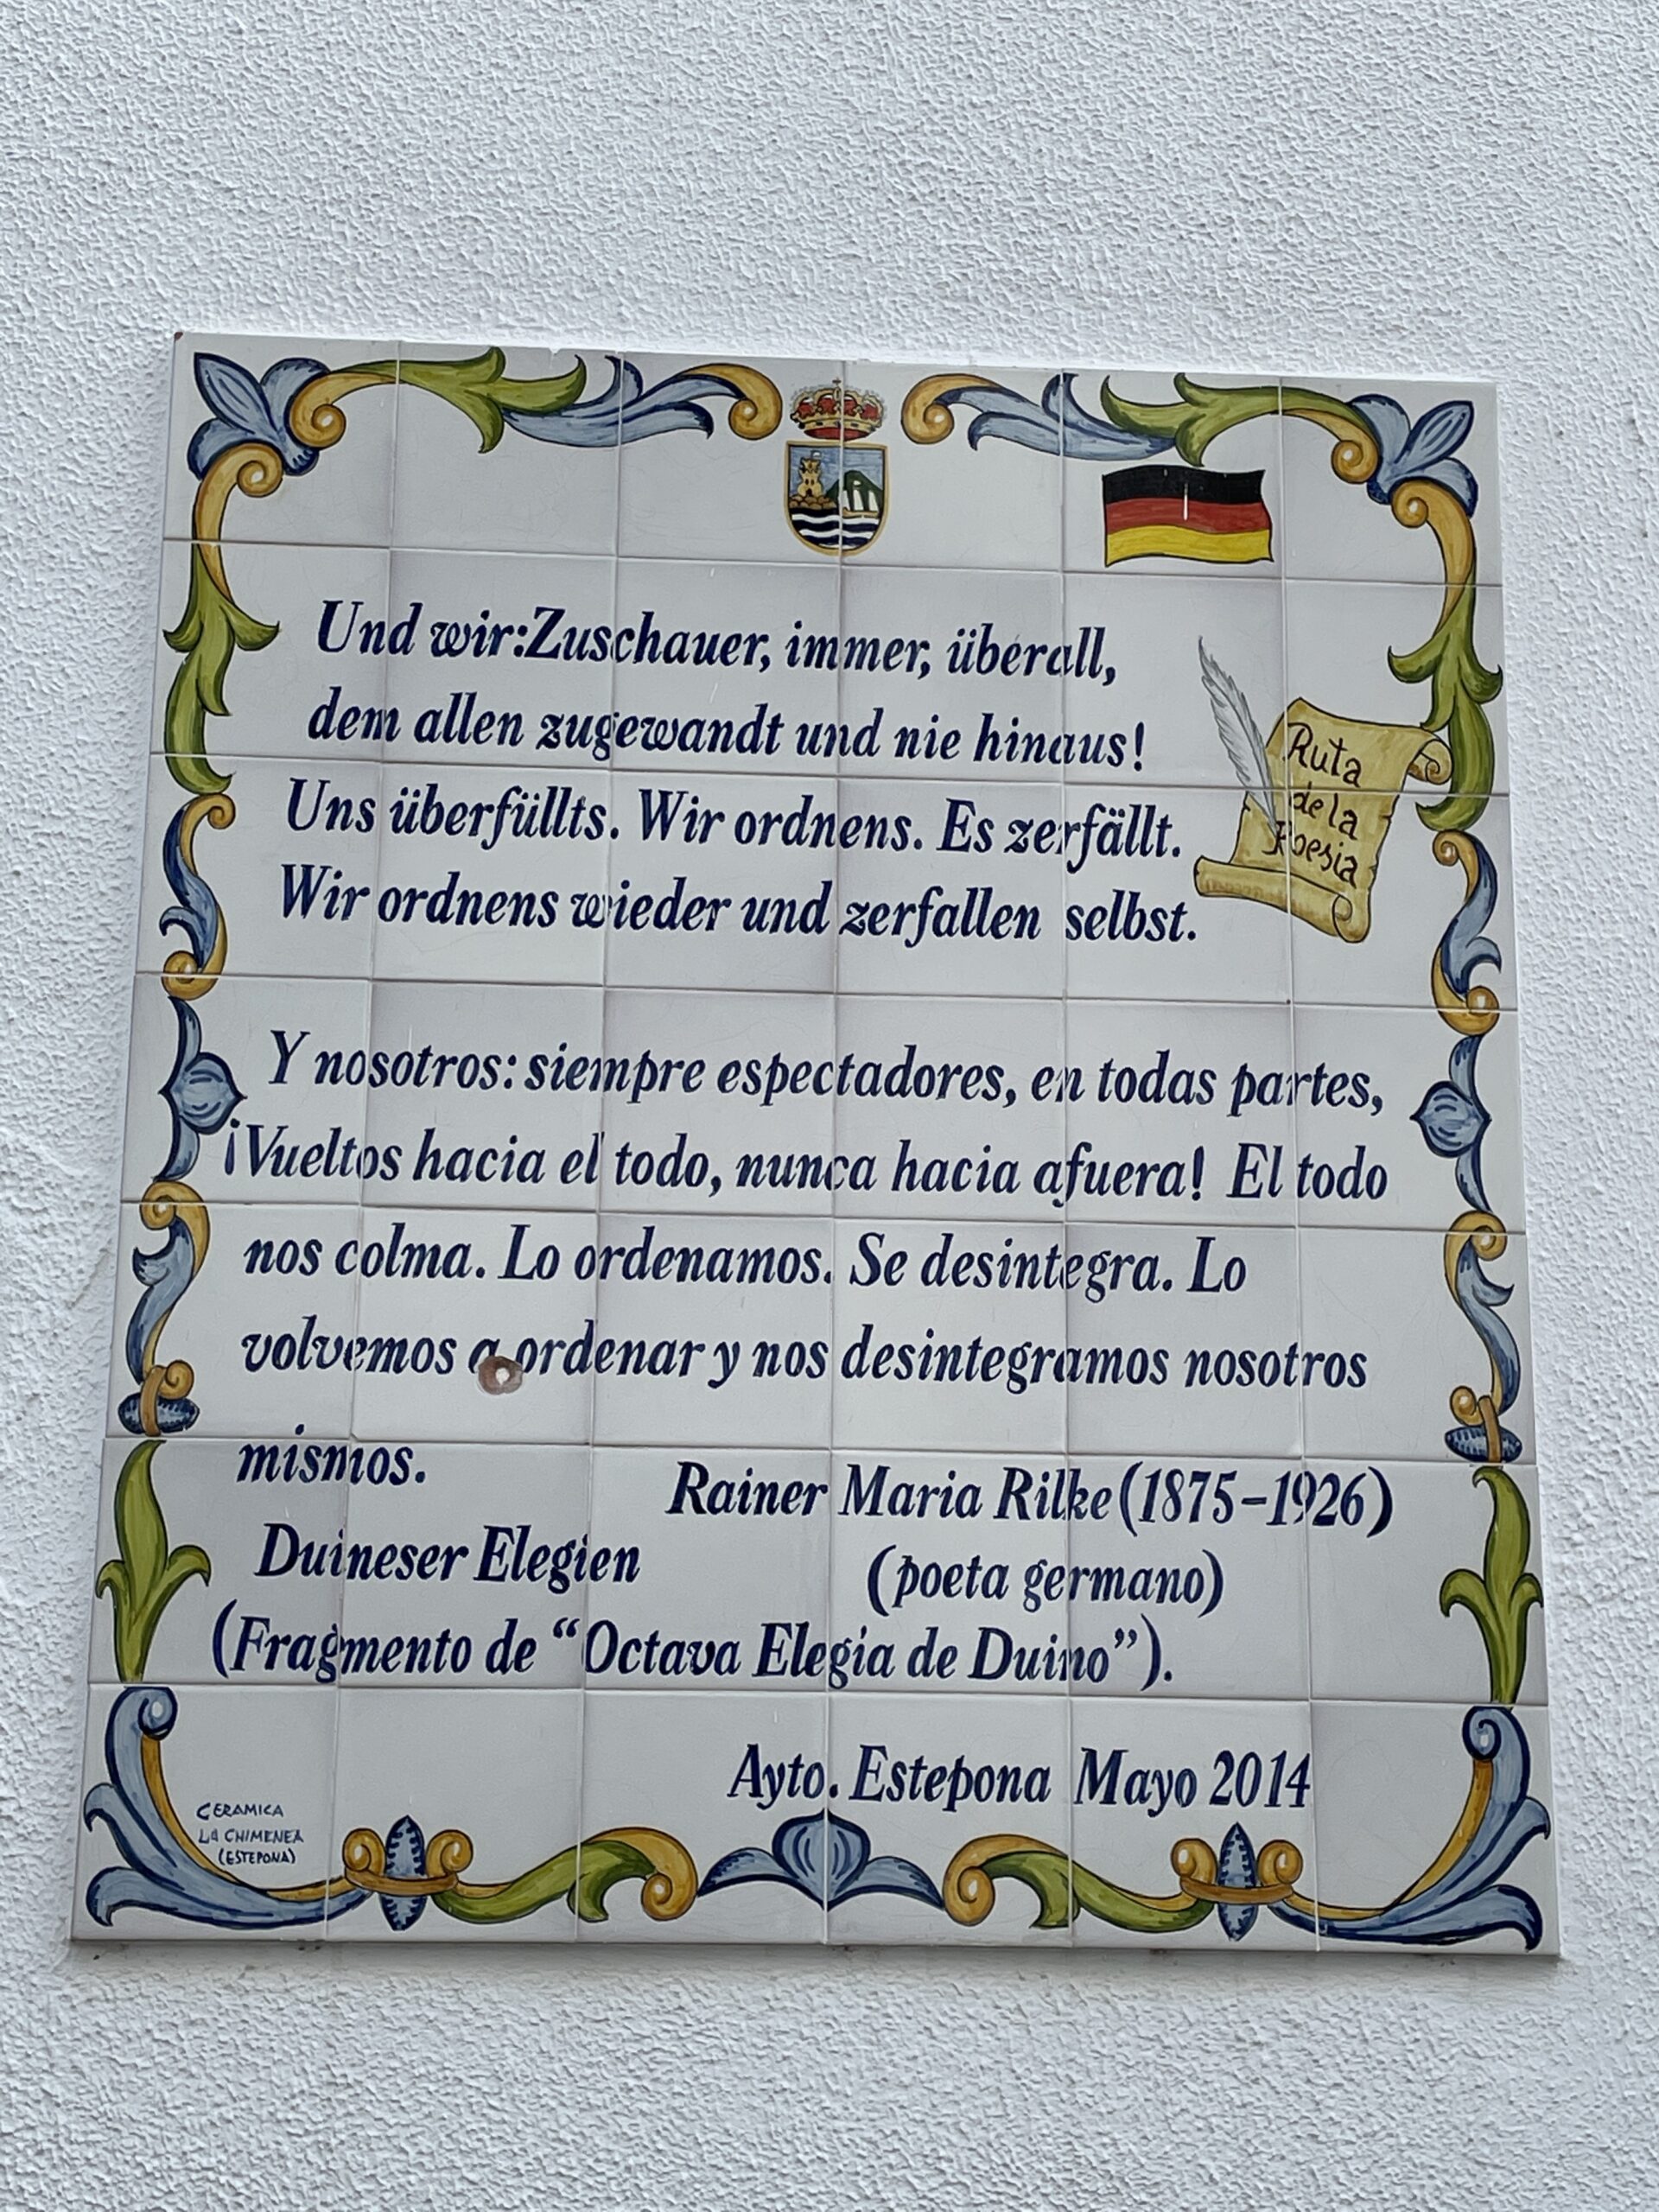 Und wir:Zuschauer, immer, überall,
dem allen zugewandt und nie hinaus!
Uns überfüllts. Wir ordnens. Es zerfällt.
Wir ordnens wieder und zerfallen selbst.
Ruta
de la
Poesia
Y nosotros: siempre espectadores, en todas partes,
¡Vueltos hacia el todo, nunca hacia afuera! El todo
nos colma. Lo ordenamos. Se desintegra. Lo
volvemos a ordenar y nos desintegramos nosotros
mismos.
Rainer Maria Rilke (1875-1926)
(poeta germano)
Duineser Elegien
(Fragmento de “Octava Elegía de Duino”).
Ayto. Estepona Mayo 2014
CERAMICA
LA CHIMENEA
(ESTEPONA)